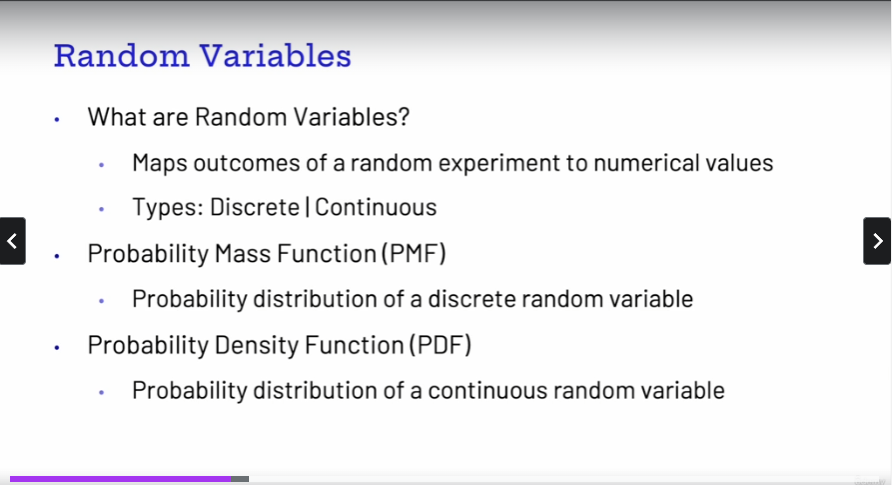 Random Variables
• What are Random Variables?
• Maps outcomes of a random experiment to numerical values
• Types: Discrete | Continuous
• Probability Mass Function (PMF)
• Probability distribution of a discrete random variable
• Probability Density Function (PDF)
• Probability distribution of a continuous random variable